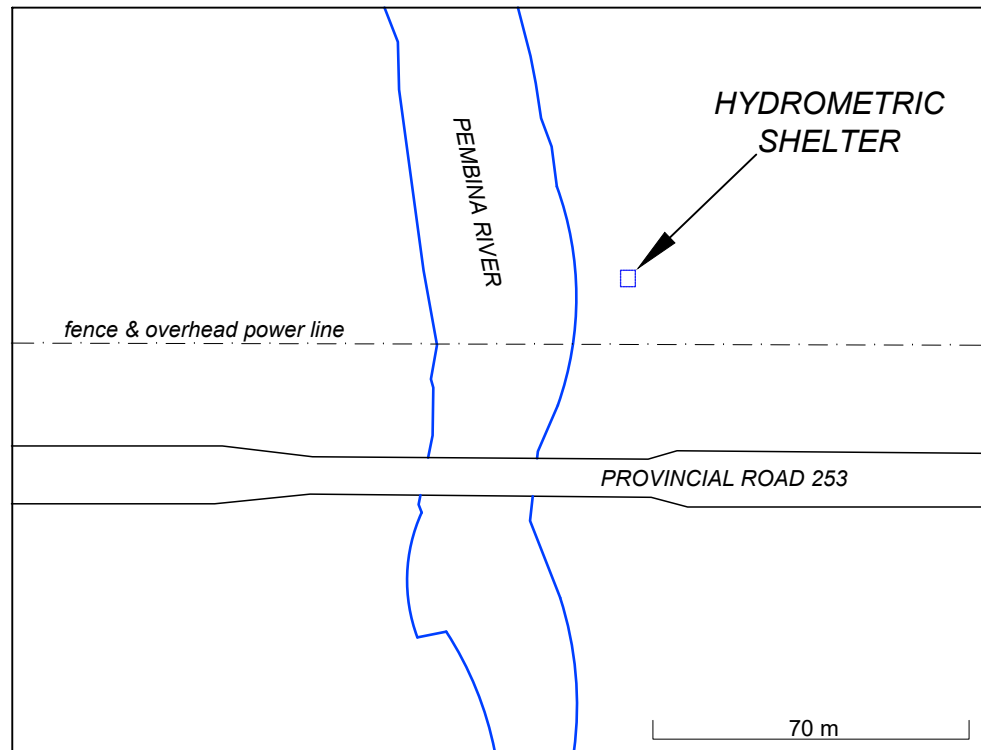 HYDROMETRIC
SHELTER
PEMBINA RIVER
fence & overhead power line
PROVINCIAL ROAD 253
70 m